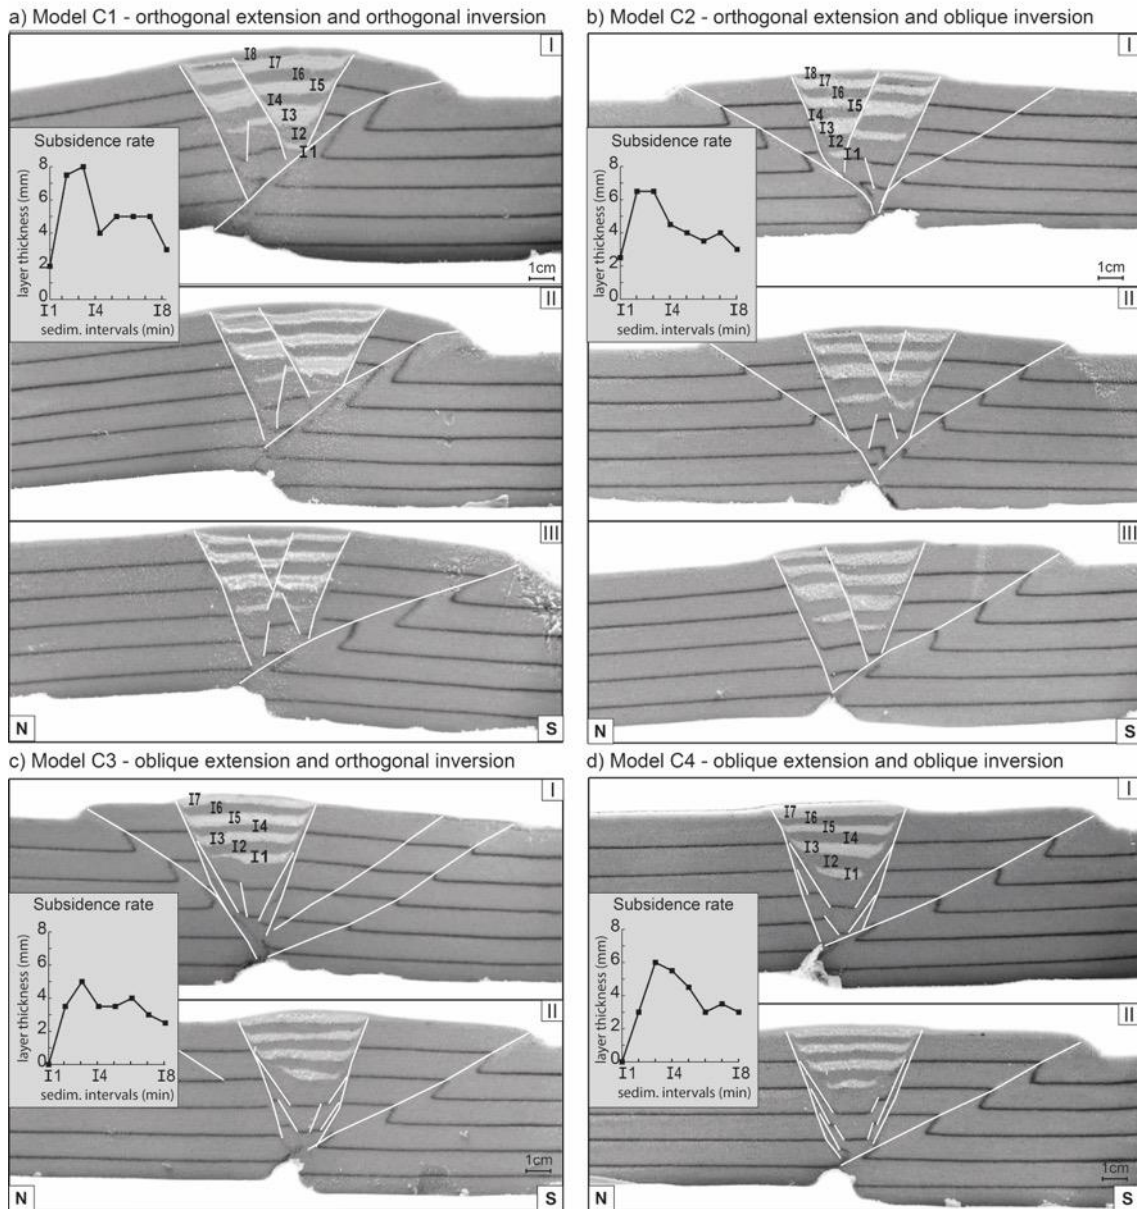 a) Model C1 - orthogonal extension and orthogonal inversion
I
I8
I7
I6
I5
I4
I3
I2
I1
Subsidence rate
layer thickness (mm)
8
6
4
2
0
I1 I4 I8
sedim. intervals (min)
1cm
II
III
N S
b) Model C2 - orthogonal extension and oblique inversion
I
I8
I7
I6
I5
I4
I3
I2
I1
Subsidence rate
layer thickness (mm)
8
6
4
2
0
I1 I4 I8
sedim. intervals (min)
1cm
II
III
N S
c) Model C3 - oblique extension and orthogonal inversion
I
I7
I6
I5
I4
I3
I2
I1
Subsidence rate
layer thickness (mm)
8
6
4
2
0
I1 I4 I8
sedim. intervals (min)
II
1cm
N S
d) Model C4 - oblique extension and oblique inversion
I
I7
I6
I5
I4
I3
I2
I1
Subsidence rate
layer thickness (mm)
8
6
4
2
0
I1 I4 I8
sedim. intervals (min)
II
1cm
N S